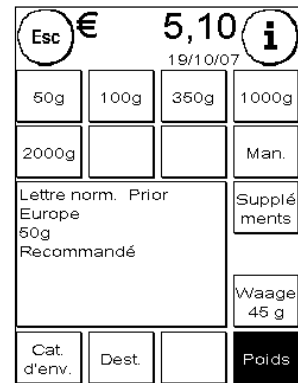 Esc € 5,10 i
19/10/07
50g 100g 350g 1000g
2000g Man.
Lettre norm. Prior
Europe
50g
Recommandé
Supplé
ments
Waage
45 g
Cat.
d'env.
Dest.
Poids